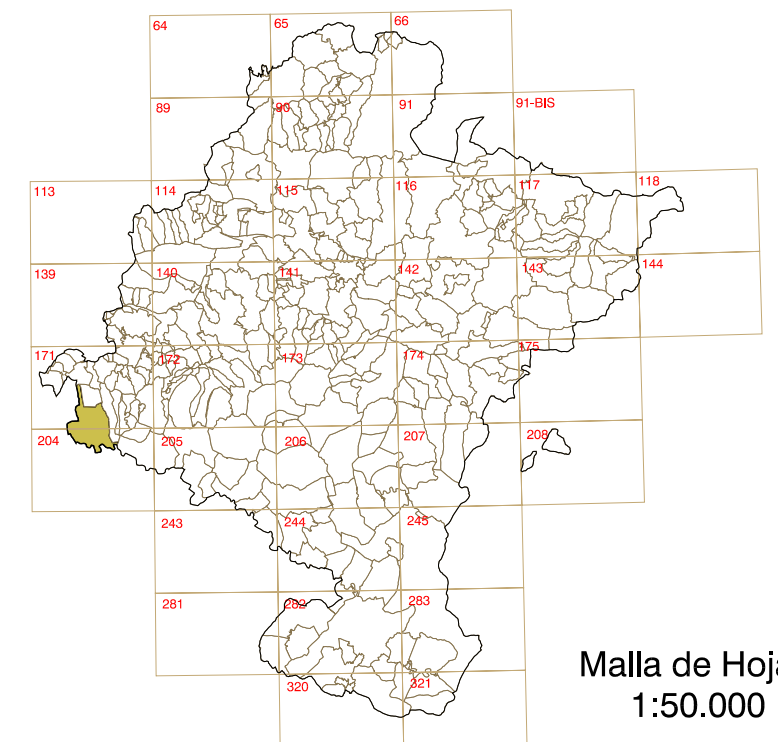 64 65 66
89 90 91 91-BIS
113 114 115 116 117 118
139 140 141 142 143 144
171 172 173 174 175
204 205 206 207 208
243 244 245
281 282 283
320 321
Malla de Hoja
1:50.000